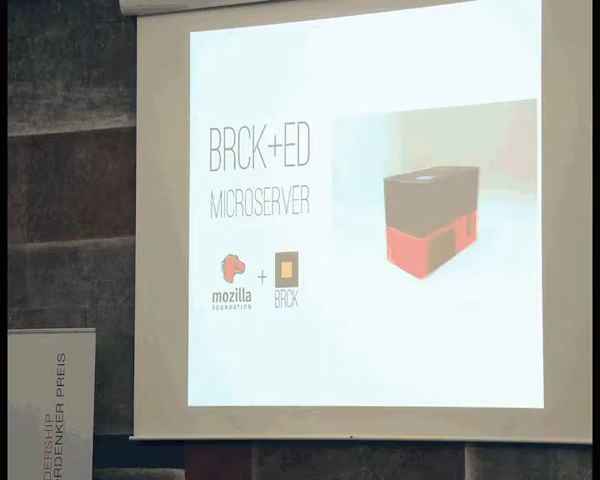 BRCK+ED
MICROSERVER
mozilla
FOUNDATION
+
BRCK
DERSHIP
RDENKER PREIS